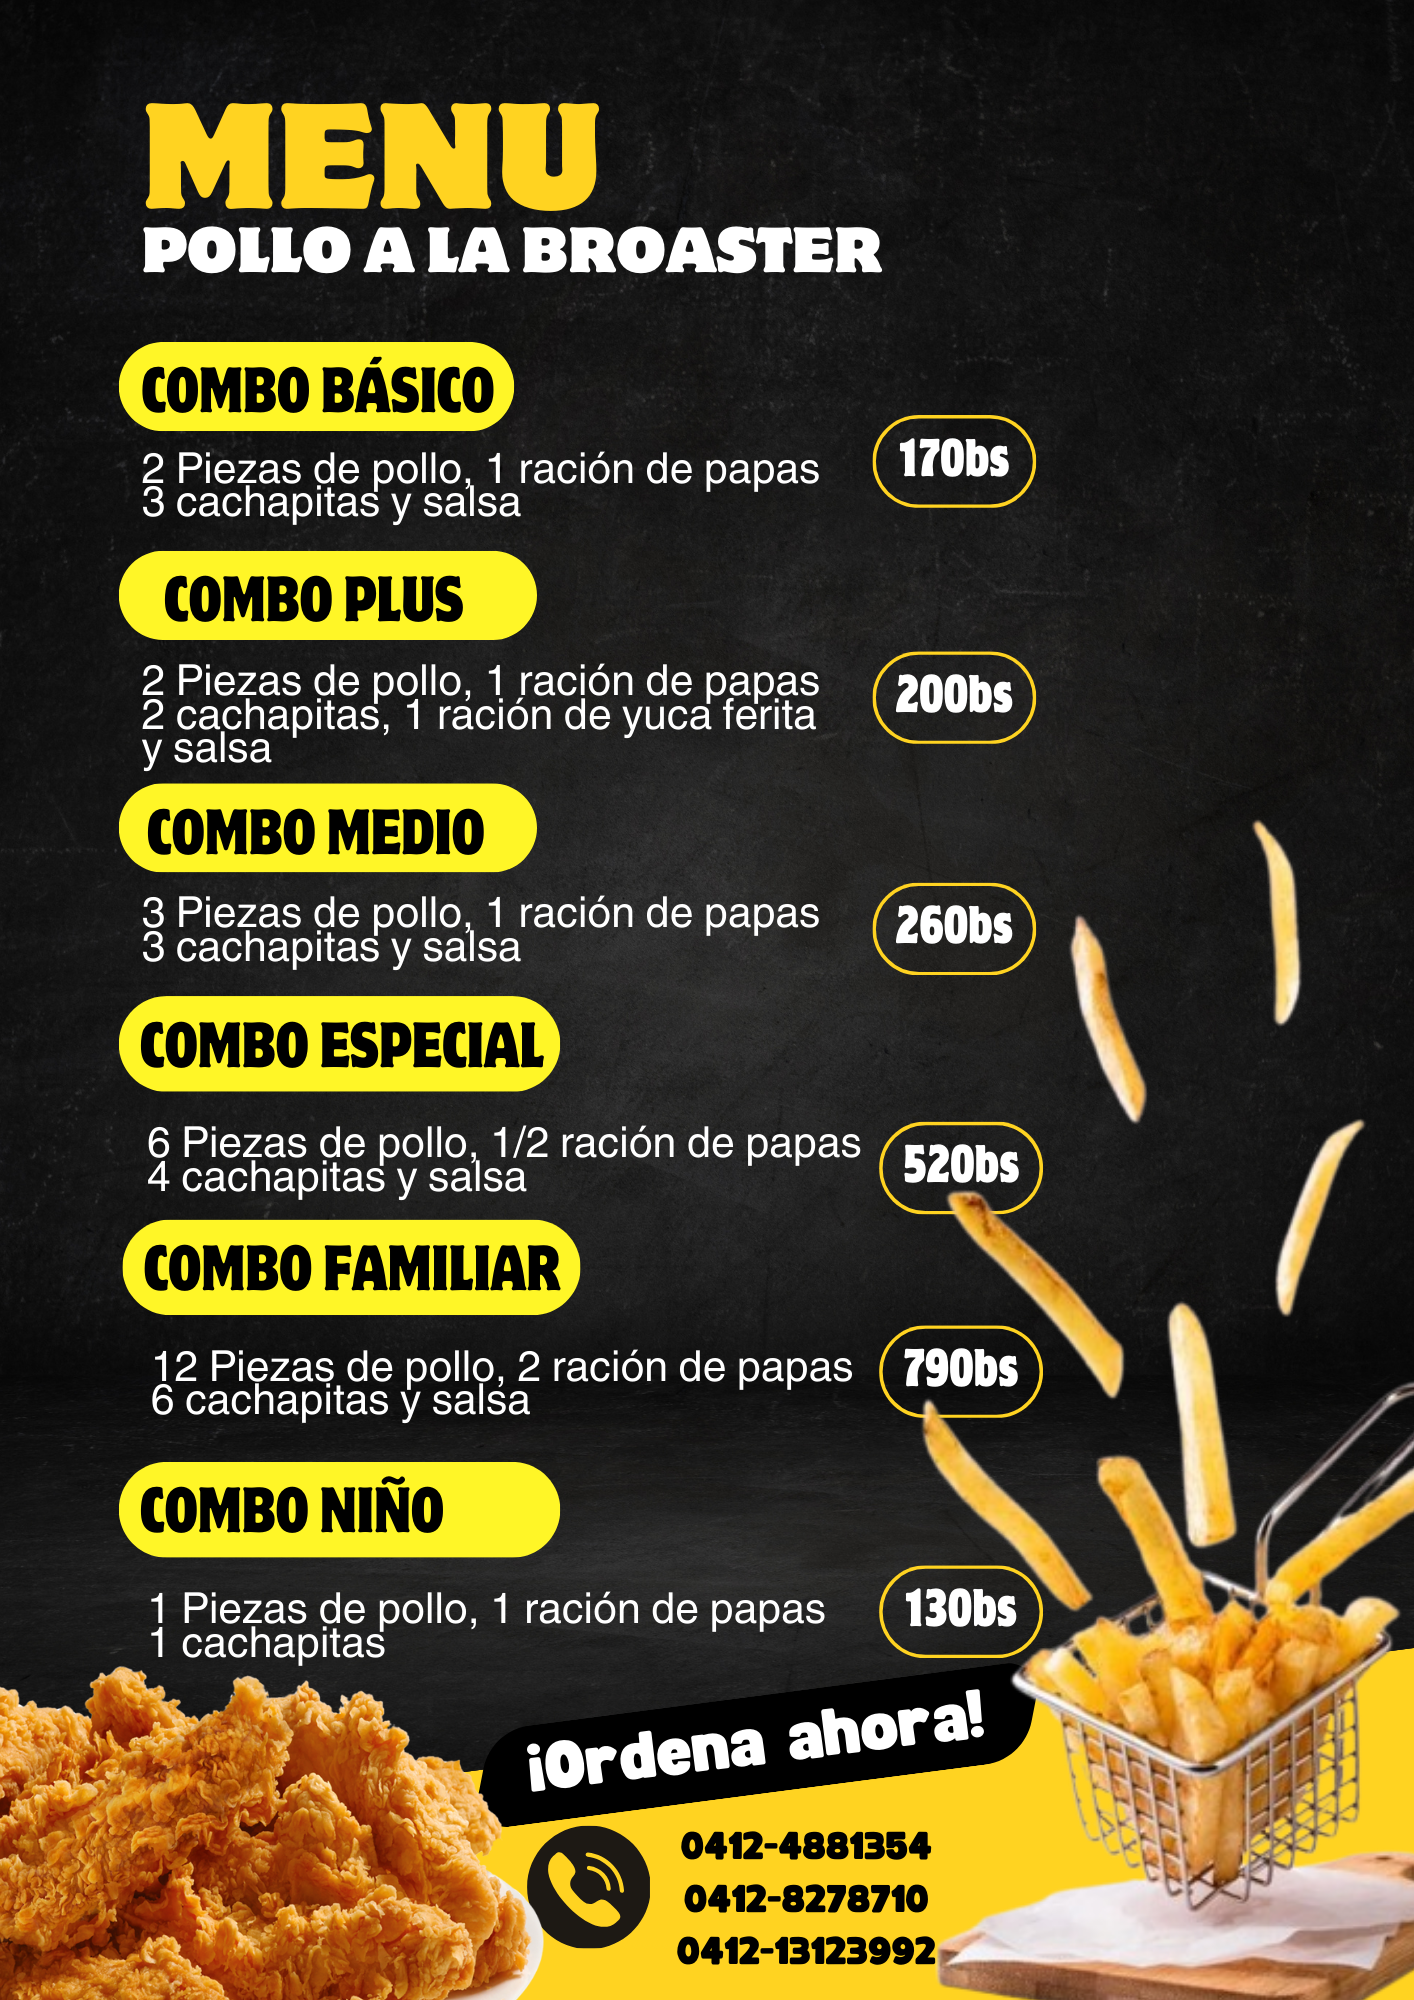 MENU
POLLO A LA BROASTER
COMBO BÁSICO
2 Piezas de pollo, 1 ración de papas
3 cachapitas y salsa
170bs
COMBO PLUS
2 Piezas de pollo, 1 ración de papas
2 cachapitas, 1 ración de yuca ferita
y salsa
200bs
COMBO MEDIO
3 Piezas de pollo, 1 ración de papas
3 cachapitas y salsa
260bs
COMBO ESPECIAL
6 Piezas de pollo, 1/2 ración de papas
4 cachapitas y salsa
520bs
COMBO FAMILIAR
12 Piezas de pollo, 2 ración de papas
6 cachapitas y salsa
790bs
COMBO NIÑO
1 Piezas de pollo, 1 ración de papas
1 cachapitas
130bs
¡Ordena ahora!
0412-4881354
0412-8278710
0412-13123992